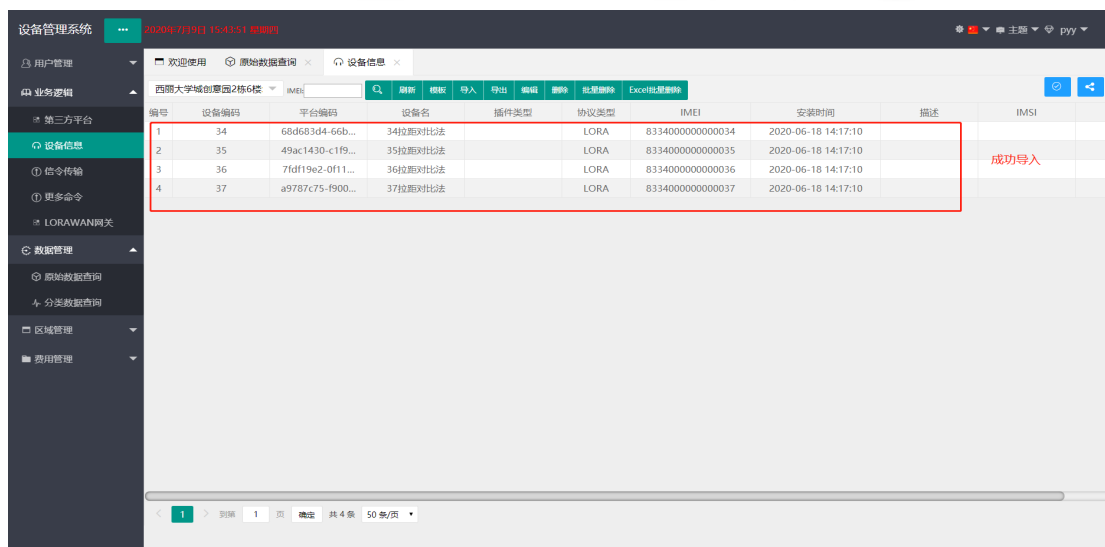 设备管理系统 ... 2020年7月9日 15:43:51 星期四 主题 pyy
用户管理
业务逻辑
第三方平台
设备信息
信令传输
更多命令
LORAWAN网关
数据管理
原始数据查询
分类数据查询
区域管理
费用管理
欢迎使用 原始数据查询 × 设备信息 ×
西丽大学城创意园2栋6楼 IMEI: 刷新 模板 导入 导出 编辑 删除 批量删除 Excel批量删除
编号 设备编码 平台编码 设备名 插件类型 协议类型 IMEI 安装时间 描述 IMSI
1 34 68d683d4-66b... 34拉距对比法 LORA 8334000000000034 2020-06-18 14:17:10
2 35 49ac1430-c1f9... 35拉距对比法 LORA 8334000000000035 2020-06-18 14:17:10
3 36 7fdf19e2-0f11... 36拉距对比法 LORA 8334000000000036 2020-06-18 14:17:10
4 37 a9787c75-f900... 37拉距对比法 LORA 8334000000000037 2020-06-18 14:17:10
成功导入
< 1 > 到第 1 页 确定 共 4 条 50 条/页